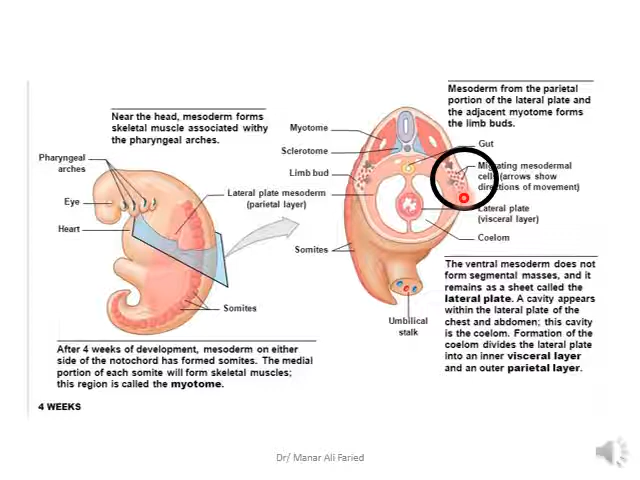 Mesoderm from the parietal
portion of the lateral plate and
the adjacent myotome forms
the limb buds.
Near the head, mesoderm forms
skeletal muscle associated withy
the pharyngeal arches.
Myotome
Sclerotome
Limb bud
Gut
Migrating mesodermal
cells (arrows show
directions of movement)
Pharyngeal
arches
Eye
Heart
Lateral plate mesoderm
(parietal layer)
Lateral plate
(visceral layer)
Somites
Coelom
Somites
Umbilical
stalk
The ventral mesoderm does not
form segmental masses, and it
remains as a sheet called the
lateral plate. A cavity appears
within the lateral plate of the
chest and abdomen; this cavity
is the coelom. Formation of the
coelom divides the lateral plate
into an inner visceral layer
and an outer parietal layer.
After 4 weeks of development, mesoderm on either
side of the notochord has formed somites. The medial
portion of each somite will form skeletal muscles;
this region is called the myotome.
4 WEEKS
Dr/ Manar Ali Faried